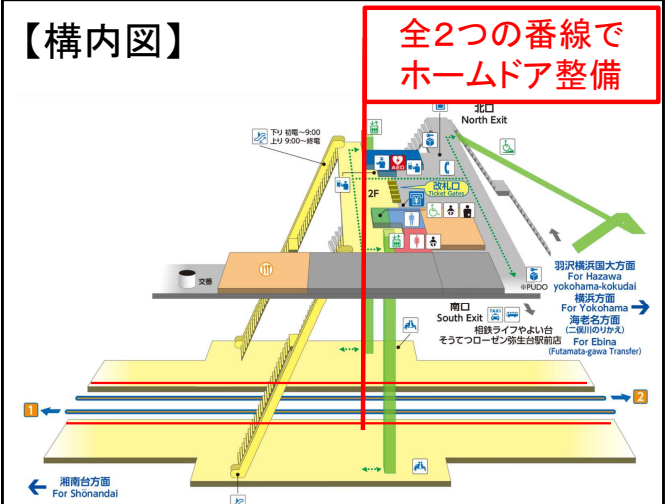 【構内図】
全2つの番線で
ホームドア整備
北口
North Exit
下り 初電～9:00
上り 9:00～終電
AED
2F
改札口
Ticket Gates
交番
※PUDO
南口
South Exit
TAXI
相鉄ライフやよい台
そうてつローゼン弥生台駅前店
羽沢横浜国大方面
For Hazawa
yokohama-kokudai
横浜方面
For Yokohama
海老名方面
(二俣川のりかえ)
For Ebina
(Futamata-gawa Transfer)
1
2
湘南台方面
For Shōnandai